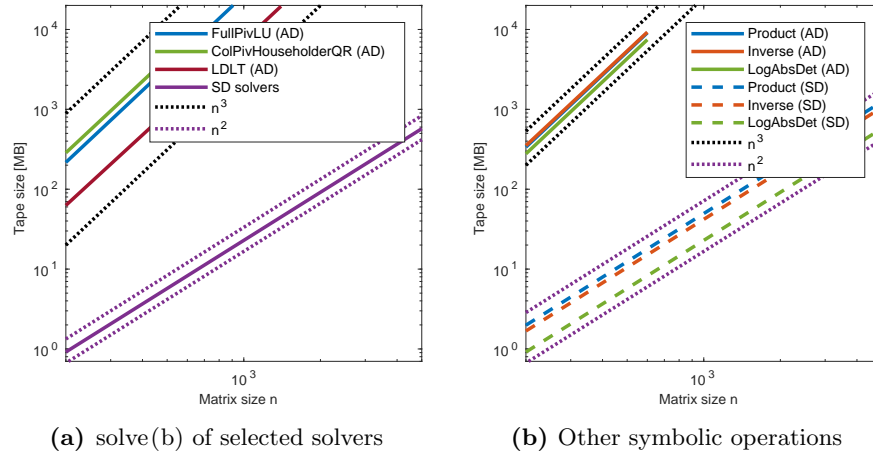 10^4
10^3
10^2
10^1
10^0
Tape size [MB]
FullPivLU (AD)
ColPivHouseholderQR (AD)
LDLT (AD)
SD solvers
n^3
n^2
10^3
Matrix size n
(a) solve(b) of selected solvers
10^4
10^3
10^2
10^1
10^0
Tape size [MB]
Product (AD)
Inverse (AD)
LogAbsDet (AD)
Product (SD)
Inverse (SD)
LogAbsDet (SD)
n^3
n^2
10^3
Matrix size n
(b) Other symbolic operations